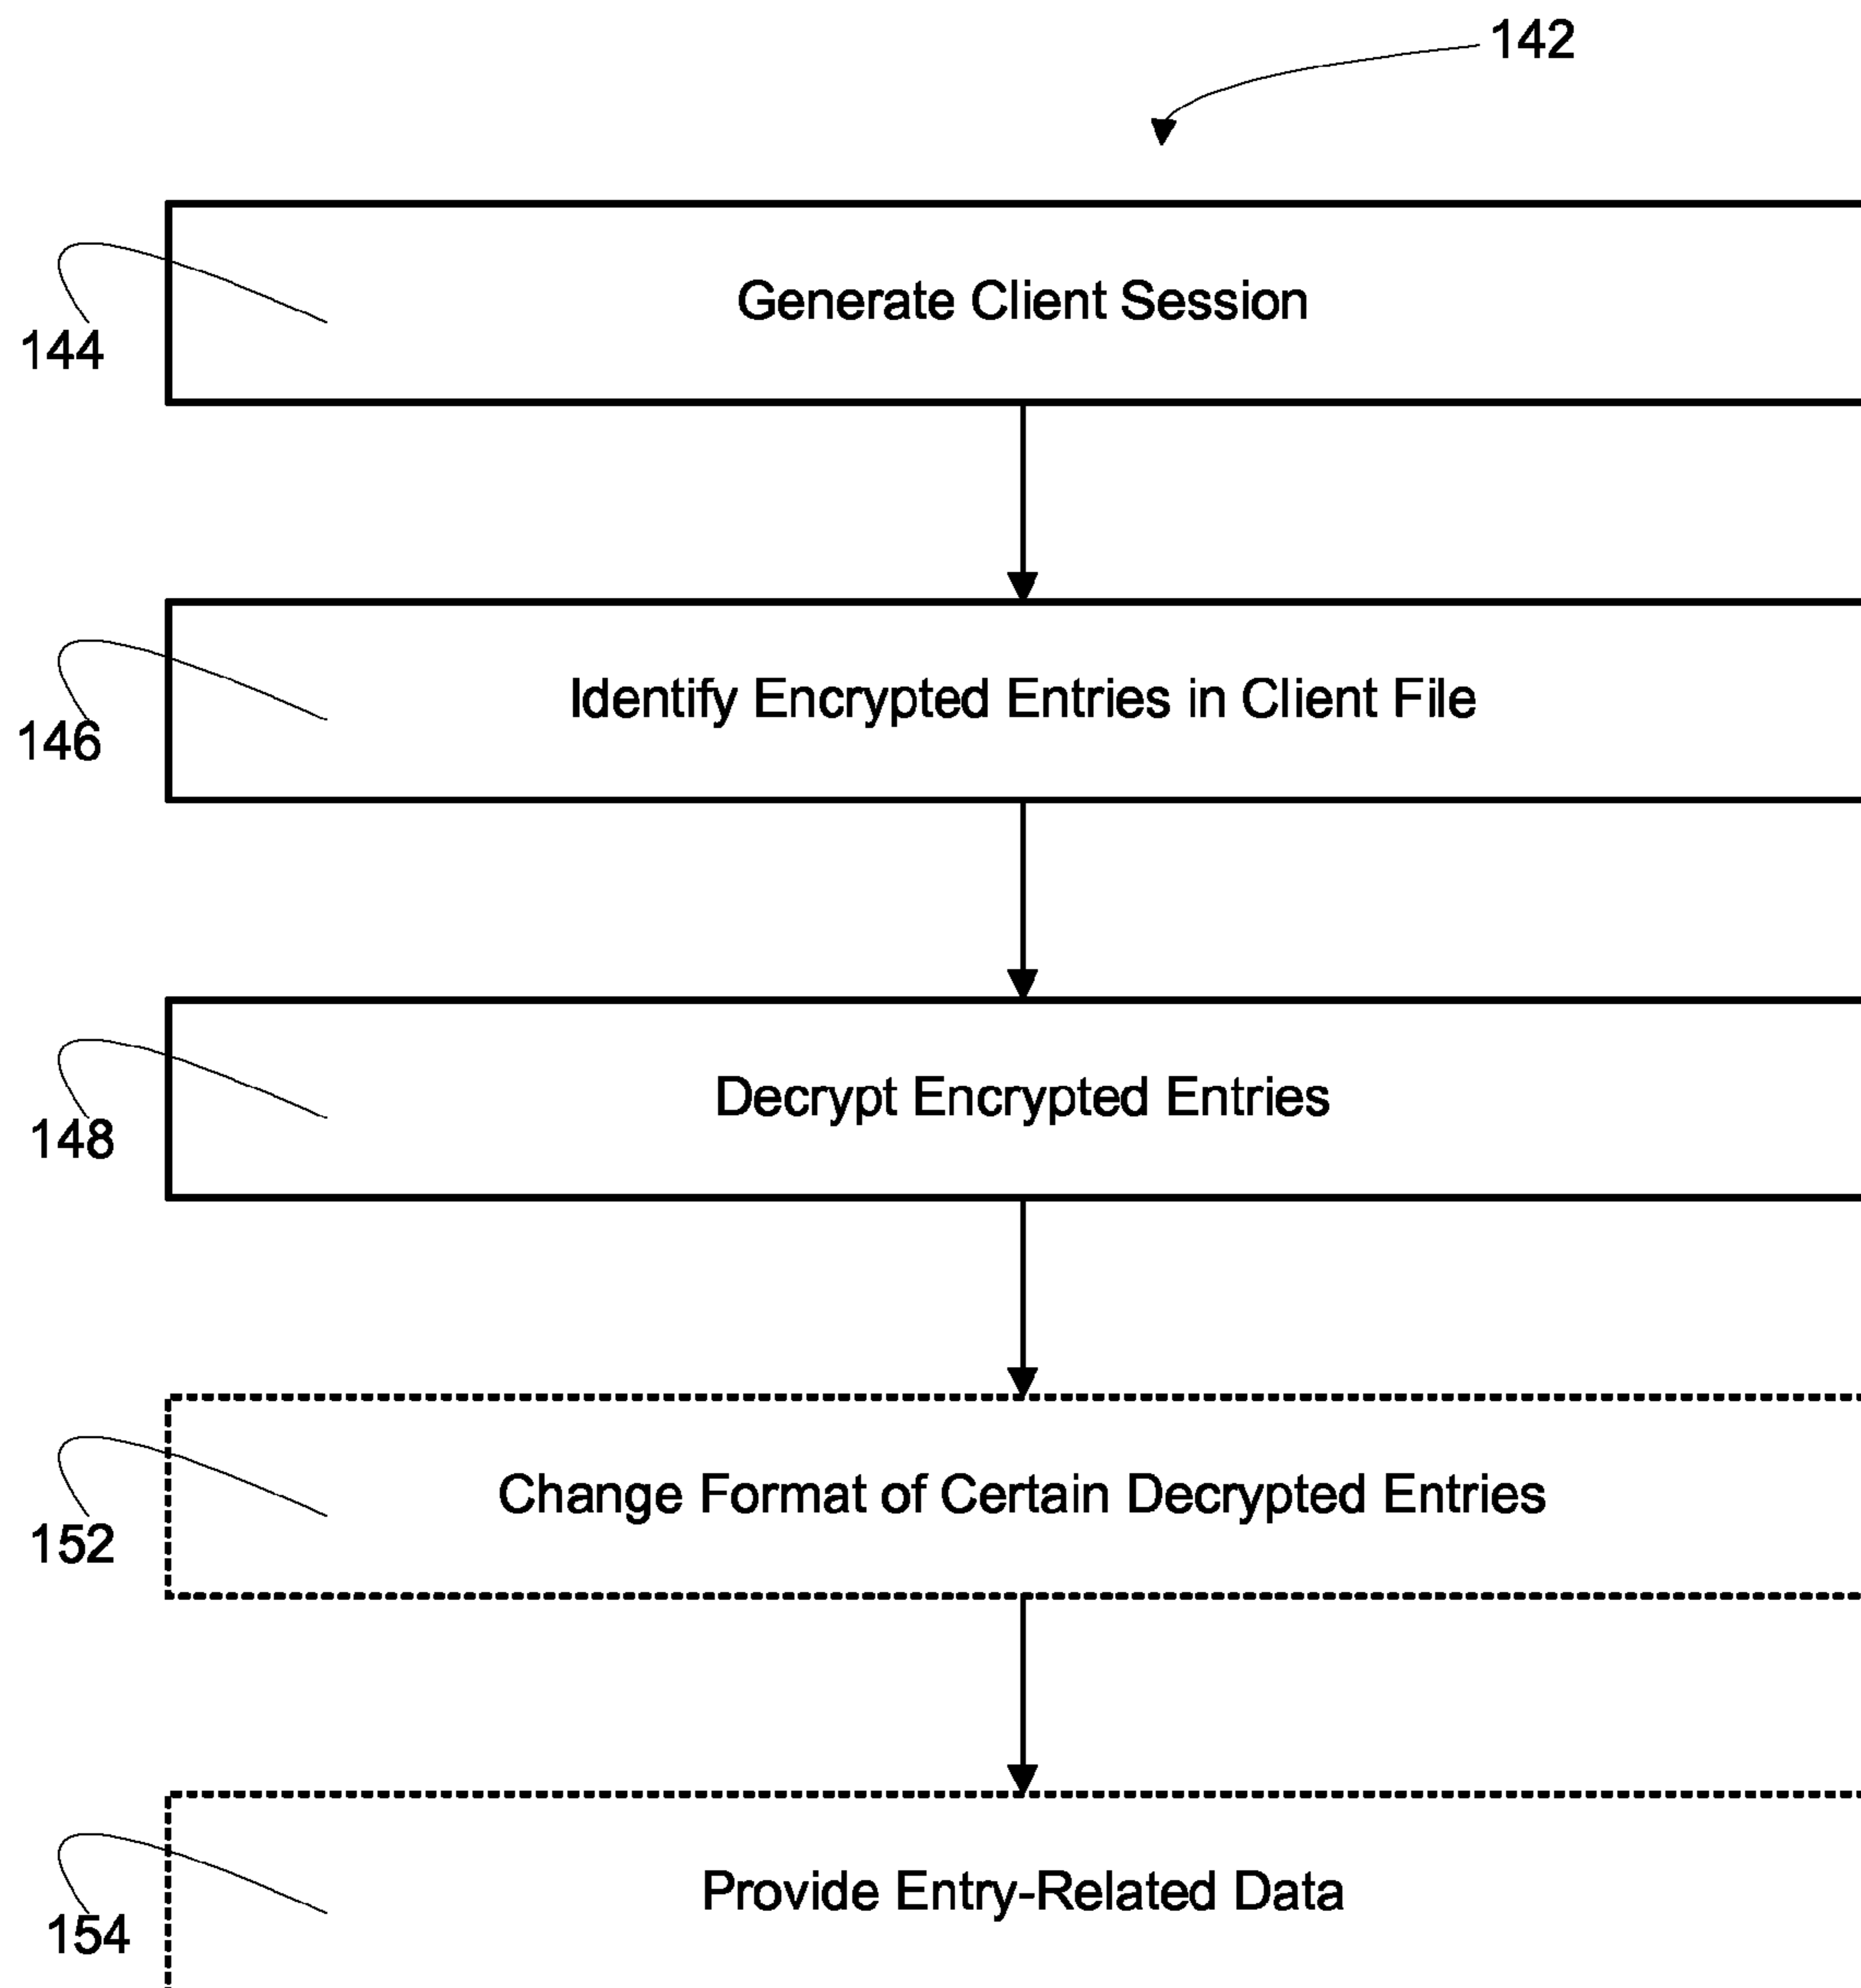 142
Generate Client Session
144
Identify Encrypted Entries in Client File
146
Decrypt Encrypted Entries
148
Change Format of Certain Decrypted Entries
152
Provide Entry-Related Data
154